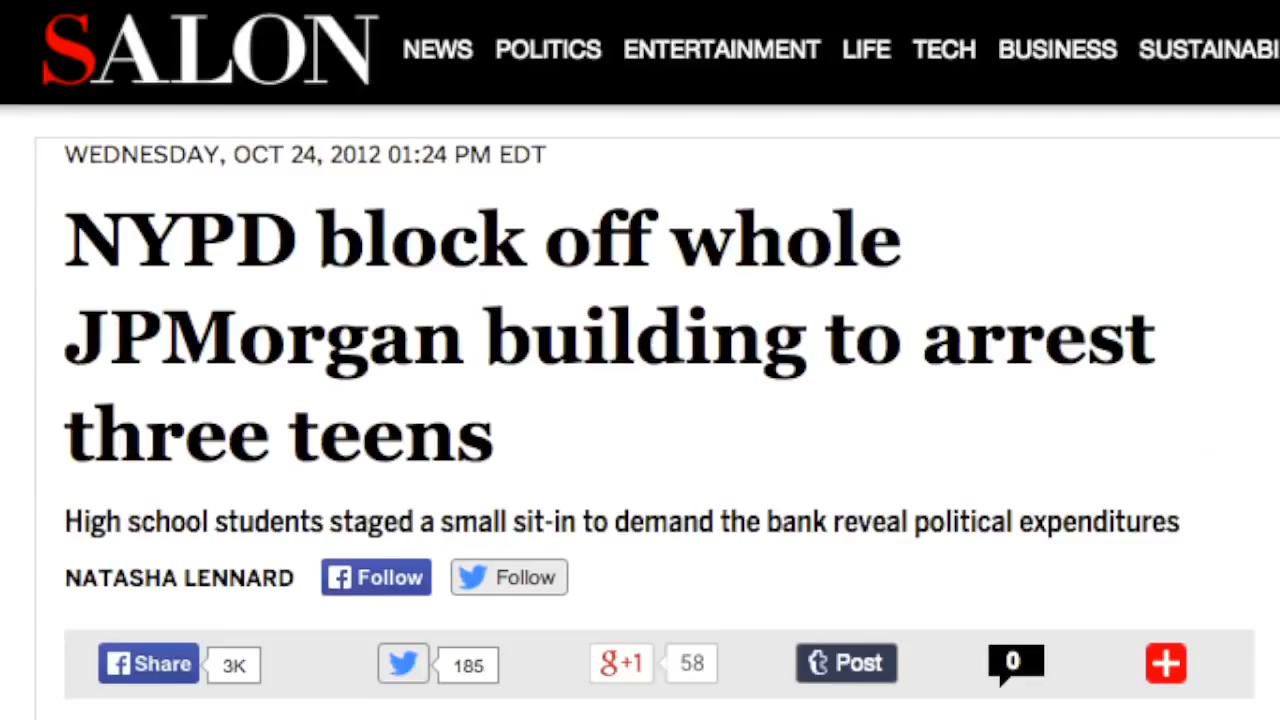 SALON NEWS POLITICS ENTERTAINMENT LIFE TECH BUSINESS SUSTAINABI
WEDNESDAY, OCT 24, 2012 01:24 PM EDT
NYPD block off whole
JPMorgan building to arrest
three teens
High school students staged a small sit-in to demand the bank reveal political expenditures
NATASHA LENNARD Follow Follow
Share 3K 185 g+1 58 Post 0